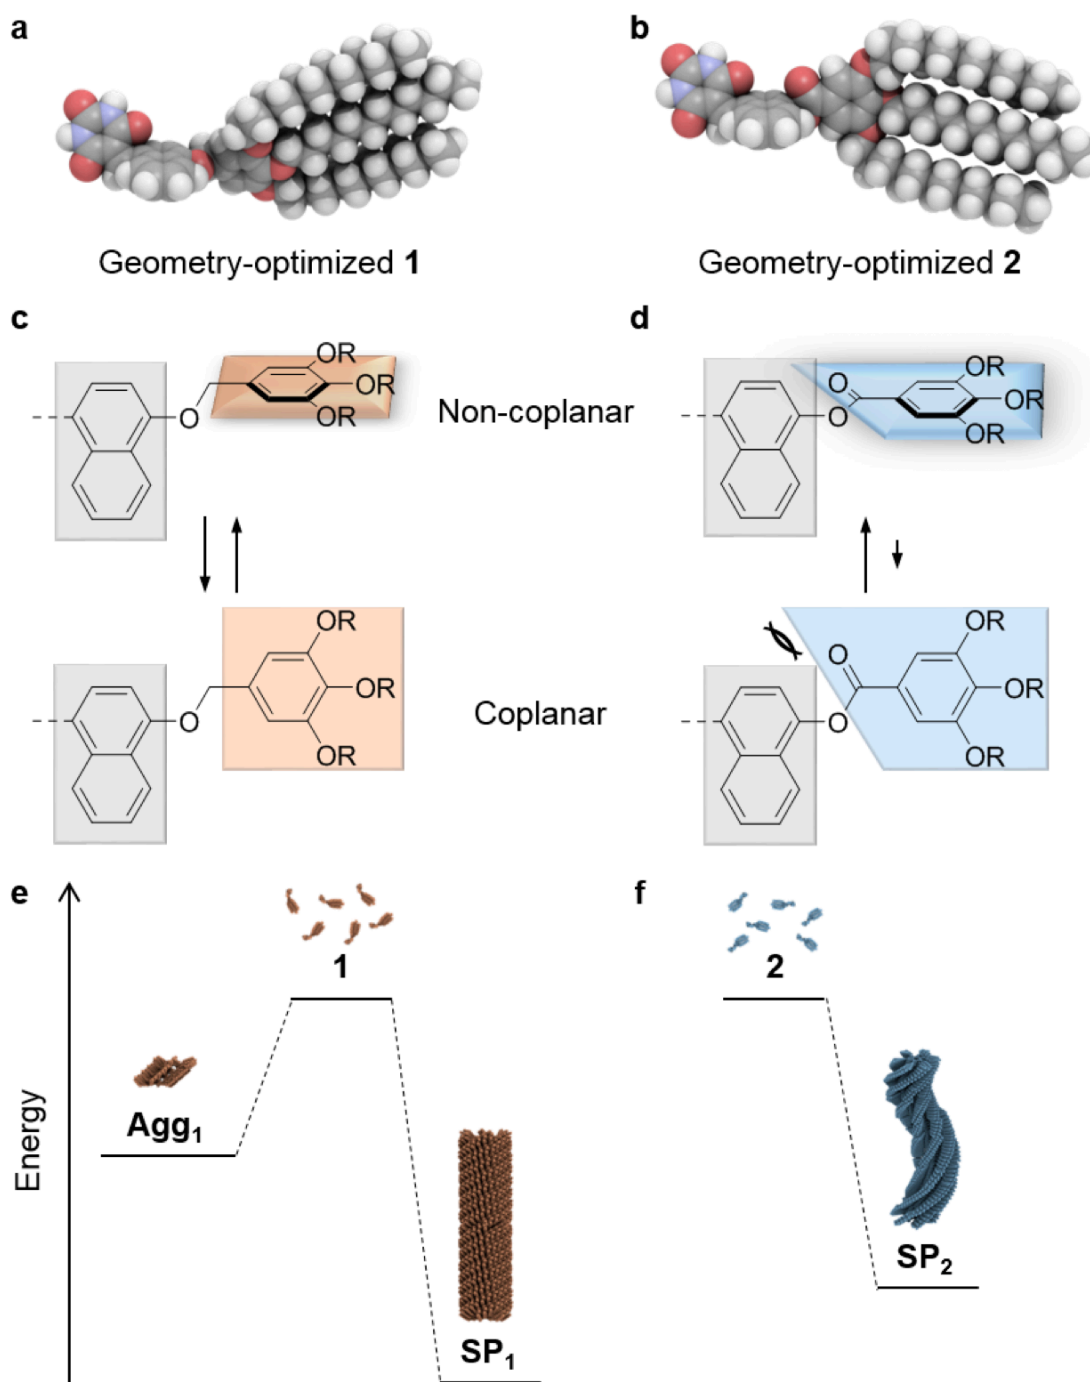 a
b
Geometry-optimized 1
Geometry-optimized 2
c
d
OR
OR
OR
O
Non-coplanar
O
O
OR
OR
OR
OR
OR
OR
O
Coplanar
O
O
OR
OR
OR
e
f
1
2
Energy
Agg₁
SP₁
SP₂